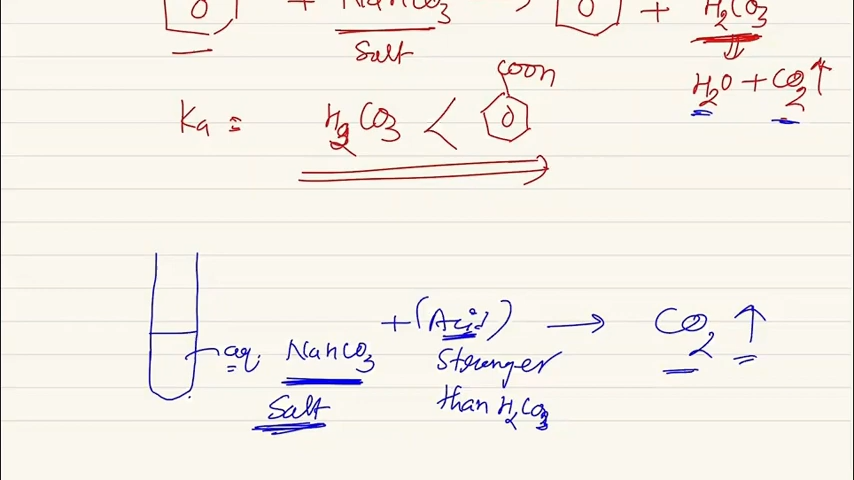 + NaHCO3 → + H2CO3
Salt ⇓
H2O + CO2 ↑
COOH
Ka = H2CO3 <
+ (Acid) → CO2 ↑
aq. NaHCO3 Stronger
Salt than H2CO3